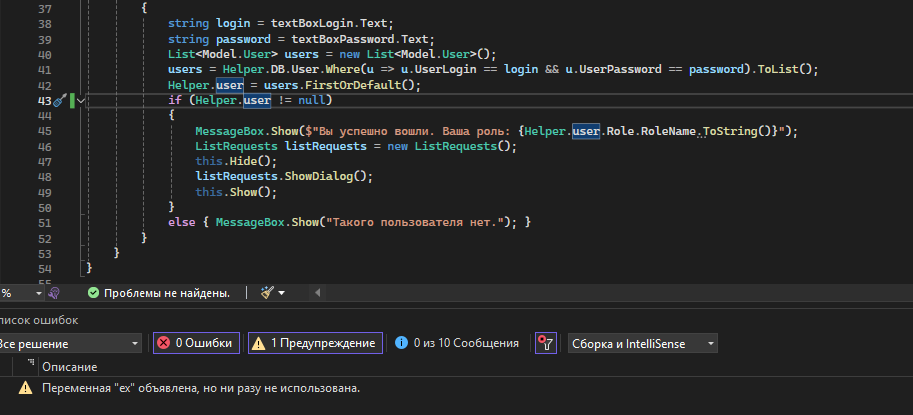 37 {
38 string login = textBoxLogin.Text;
39 string password = textBoxPassword.Text;
40 List<Model.User> users = new List<Model.User>();
41 users = Helper.DB.User.Where(u => u.UserLogin == login && u.UserPassword == password).ToList();
42 Helper.user = users.FirstOrDefault();
43 if (Helper.user != null)
44 {
45 MessageBox.Show($"Вы успешно вошли. Ваша роль: {Helper.user.Role.RoleName.ToString()}");
46 ListRequests listRequests = new ListRequests();
47 this.Hide();
48 listRequests.ShowDialog();
49 this.Show();
50 }
51 else { MessageBox.Show("Такого пользователя нет."); }
52 }
53 }
54 }
55
% Проблемы не найдены.
писок ошибок
Все решение 0 Ошибки 1 Предупреждение 0 из 10 Сообщения Сборка и IntelliSense
Описание
Переменная "ex" объявлена, но ни разу не использована.